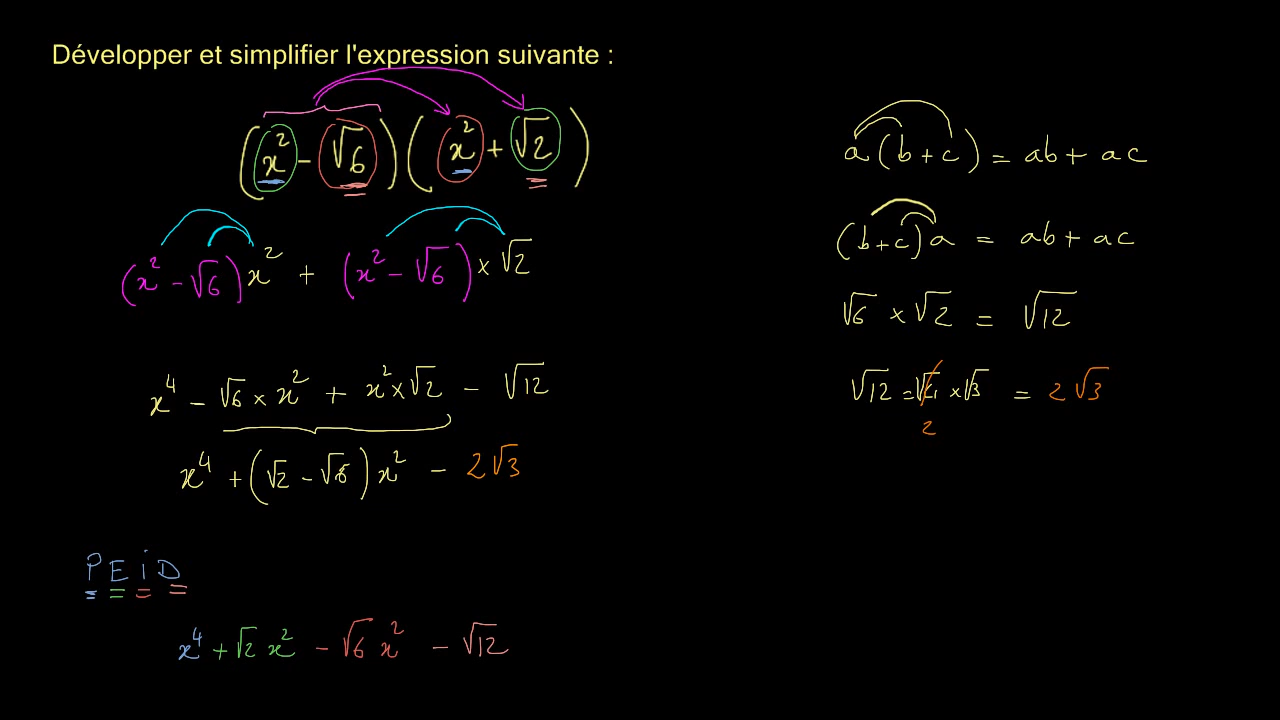 Développer et simplifier l'expression suivante :
(x² - √6)(x² + √2)
(x² - √6)x² + (x² - √6) × √2
x⁴ - √6 × x² + x² × √2 - √12
x⁴ + (√2 - √6)x² - 2√3
PEiD
x⁴ + √2 x² - √6 x² - √12
a(b+c) = ab + ac
(b+c)a = ab + ac
√6 × √2 = √12
√12 = √4 × √3 = 2√3
2